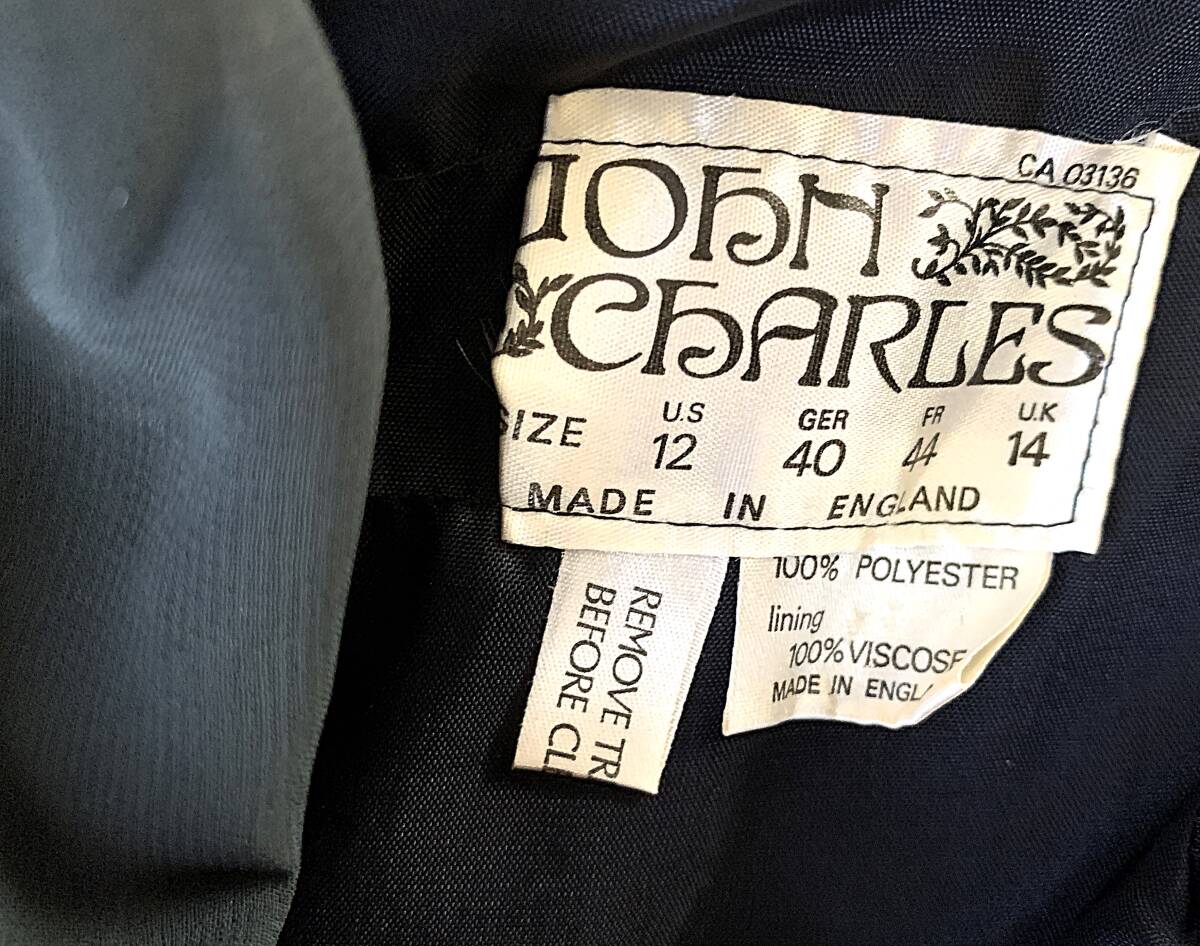 CA 03136
JOHN
CHARLES
SIZE
U.S GER FR U.K
12 40 44 14
MADE IN ENGLAND
100% POLYESTER
lining
100% VISCOSE
MADE IN ENGL
REMOVE TR
BEFORE CL